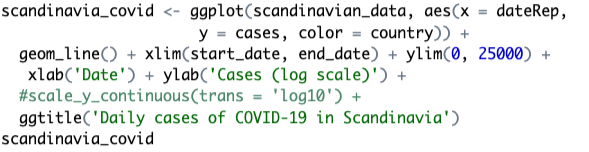 scandinavia_covid <- ggplot(scandinavian_data, aes(x = dateRep,
y = cases, color = country)) +
geom_line() + xlim(start_date, end_date) + ylim(0, 25000) +
xlab('Date') + ylab('Cases (log scale)') +
#scale_y_continuous(trans = 'log10') +
ggtitle('Daily cases of COVID-19 in Scandinavia')
scandinavia_covid